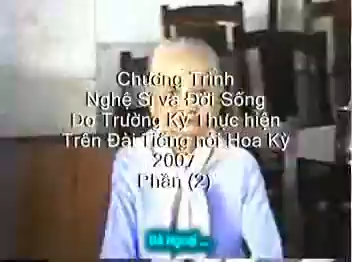 Chương Trình
Nghệ Sĩ và Đời Sống
Do Trường Kỳ Thực hiện
Trên Đài Tiếng nói Hoa Kỳ
2007
Phần (2)